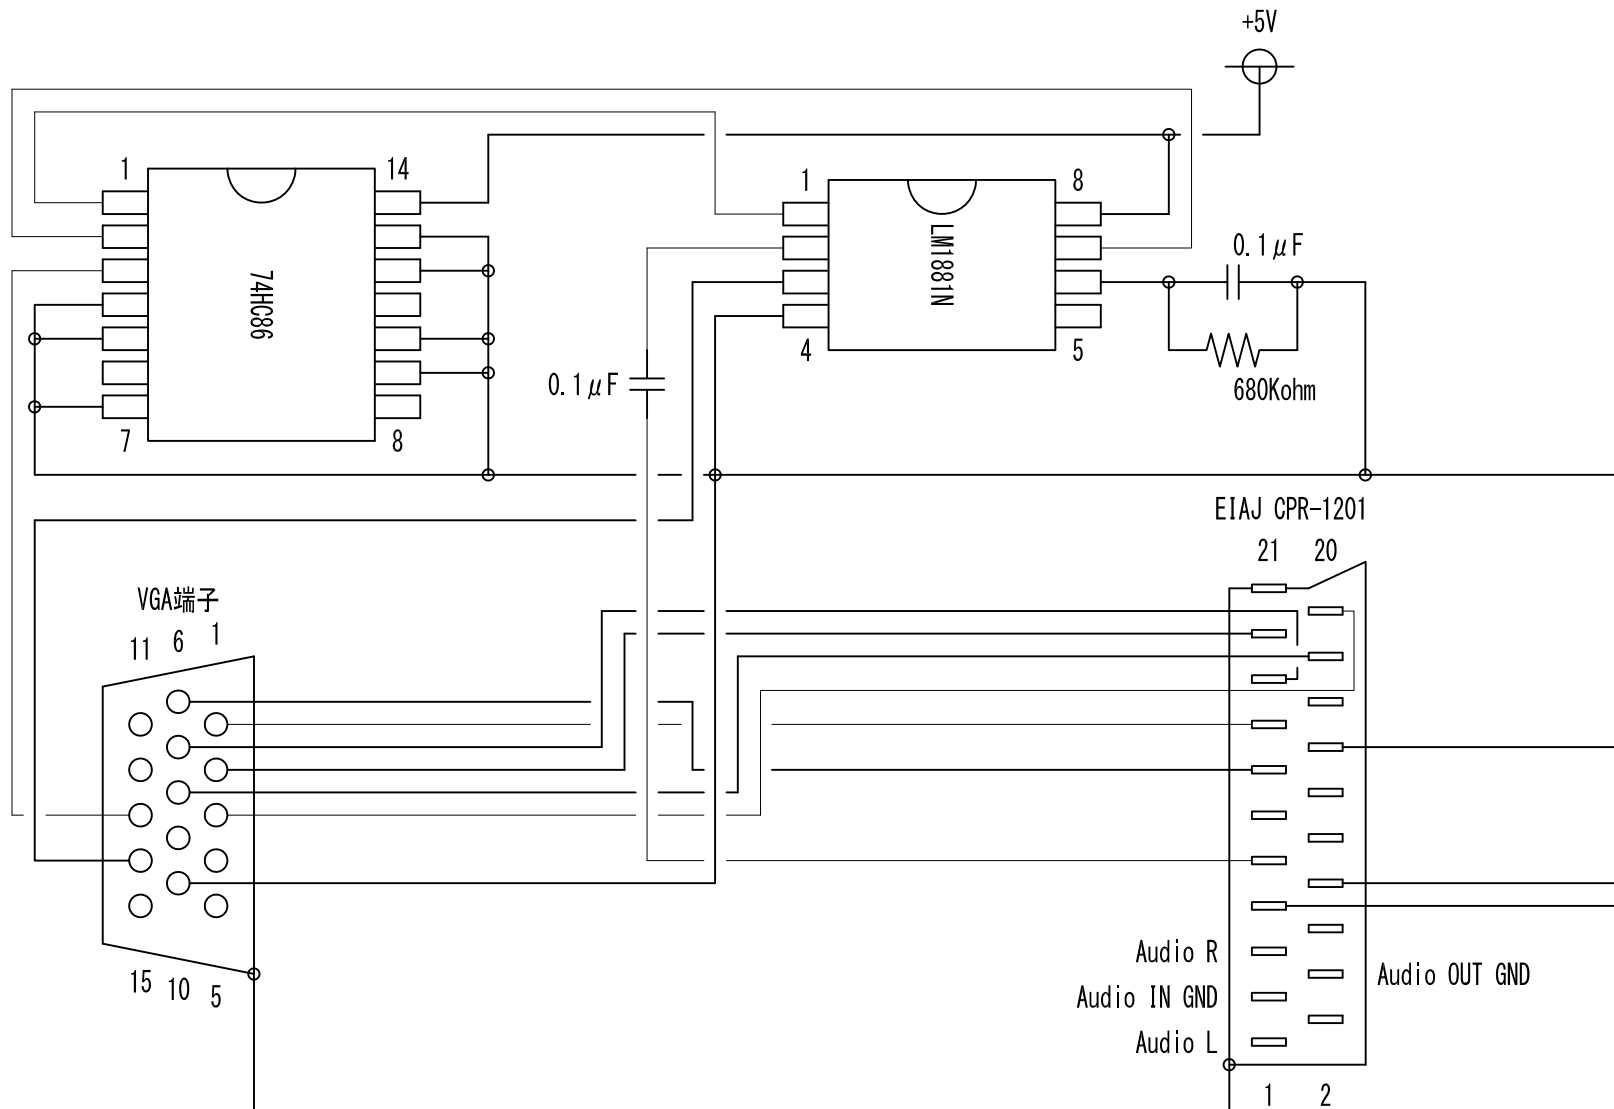 +5V
1
14
74HC86
7
8
1
8
LM1881N
4
5
0.1μF
680Kohm
0.1μF
EIAJ CPR-1201
21
20
VGA端子
11
6
1
15
10
5
Audio R
Audio IN GND
Audio L
Audio OUT GND
1
2